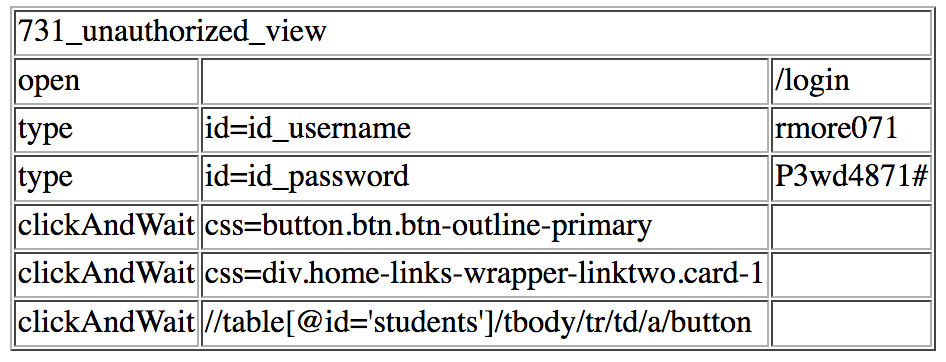 731_unauthorized_view
open /login
type id=id_username rmore071
type id=id_password P3wd4871#
clickAndWait css=button.btn.btn-outline-primary
clickAndWait css=div.home-links-wrapper-linktwo.card-1
clickAndWait //table[@id='students']/tbody/tr/td/a/button